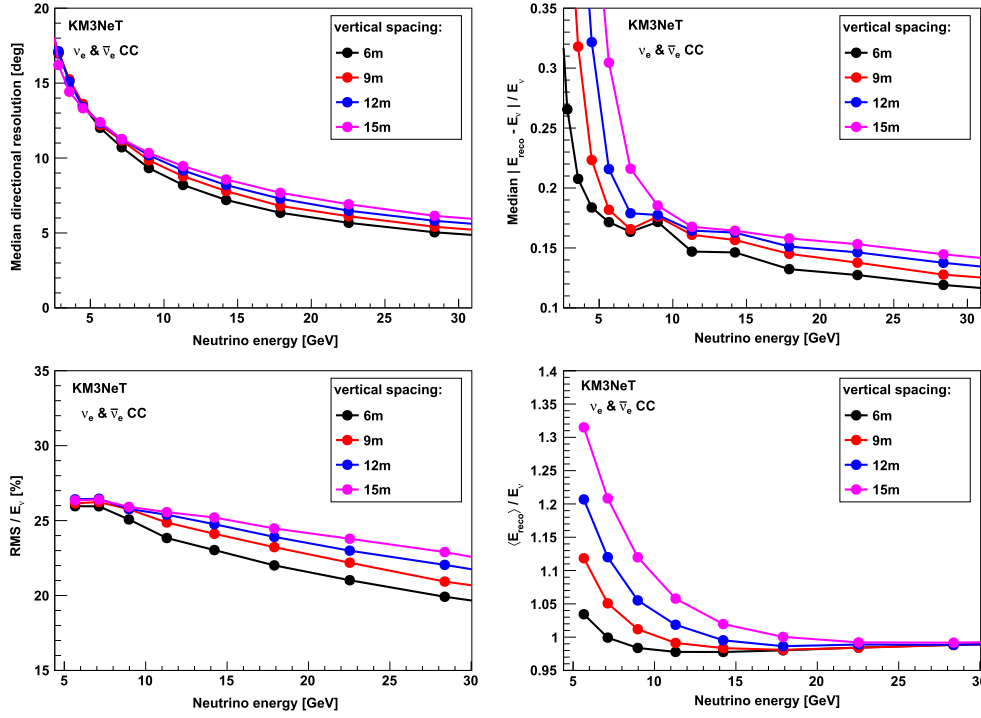 KM3NeT
νe & ν̅e CC
vertical spacing:
6m
9m
12m
15m
Median directional resolution [deg]
20
15
10
5
0
5 10 15 20 25 30
Neutrino energy [GeV]
KM3NeT
νe & ν̅e CC
vertical spacing:
6m
9m
12m
15m
Median | Ereco - Eν | / Eν
0.35
0.3
0.25
0.2
0.15
0.1
5 10 15 20 25 30
Neutrino energy [GeV]
KM3NeT
νe & ν̅e CC
vertical spacing:
6m
9m
12m
15m
RMS / Eν [%]
35
30
25
20
15
5 10 15 20 25 30
Neutrino energy [GeV]
KM3NeT
νe & ν̅e CC
vertical spacing:
6m
9m
12m
15m
⟨Ereco⟩ / Eν
1.4
1.35
1.3
1.25
1.2
1.15
1.1
1.05
1
0.95
5 10 15 20 25 30
Neutrino energy [GeV]